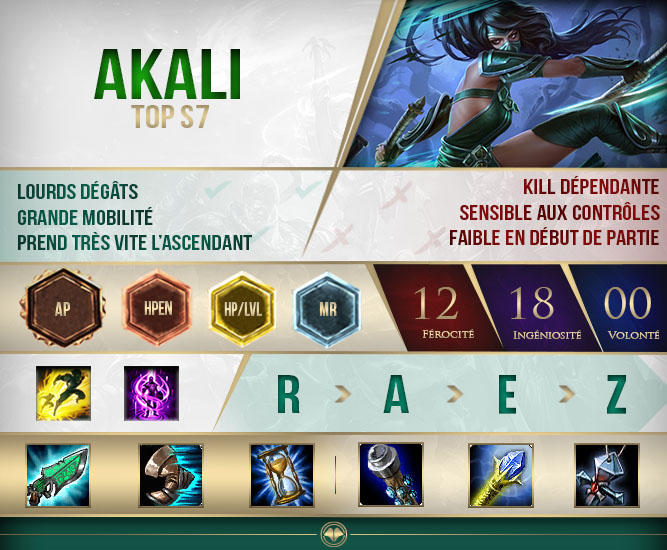 AKALI
TOP S7
LOURDS DÉGÂTS
GRANDE MOBILITÉ
PREND TRÈS VITE L'ASCENDANT
KILL DÉPENDANTE
SENSIBLE AUX CONTRÔLES
FAIBLE EN DÉBUT DE PARTIE
AP HPEN HP/LVL MR
12 18 00
FÉROCITÉ INGÉNIOSITÉ VOLONTÉ
R > A > E > Z